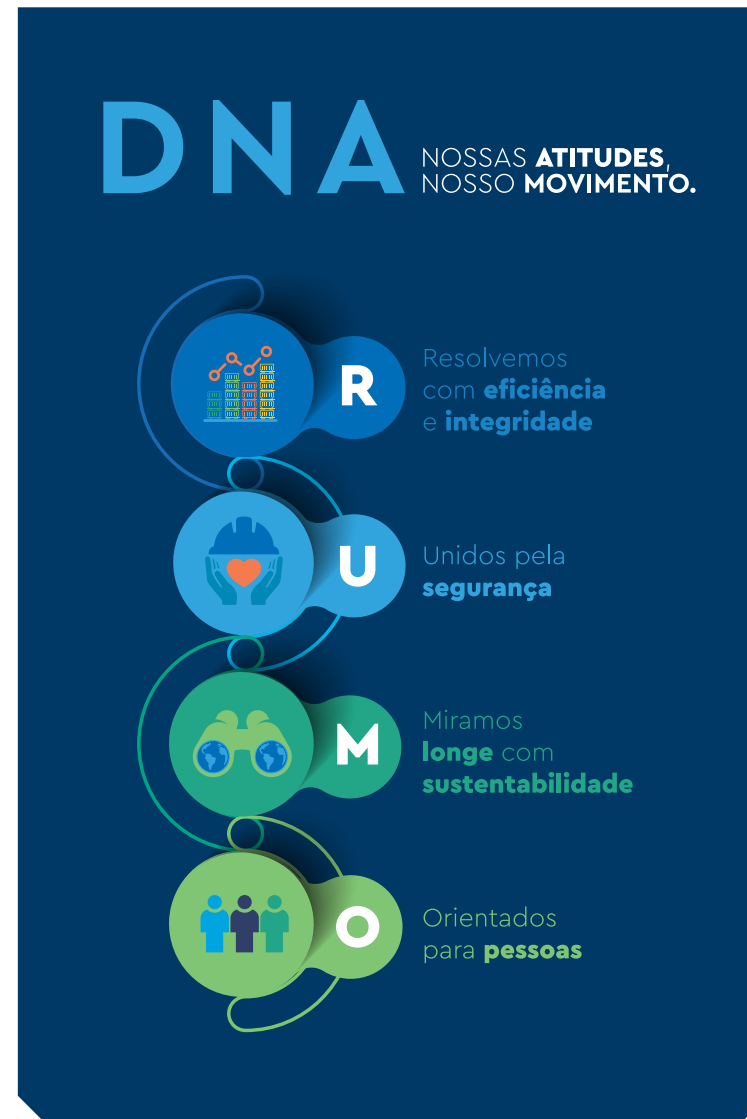 DNA
NOSSAS ATITUDES,
NOSSO MOVIMENTO.
R
Resolvemos
com eficiência
e integridade
U
Unidos pela
segurança
M
Miramos
longe com
sustentabilidade
O
Orientados
para pessoas